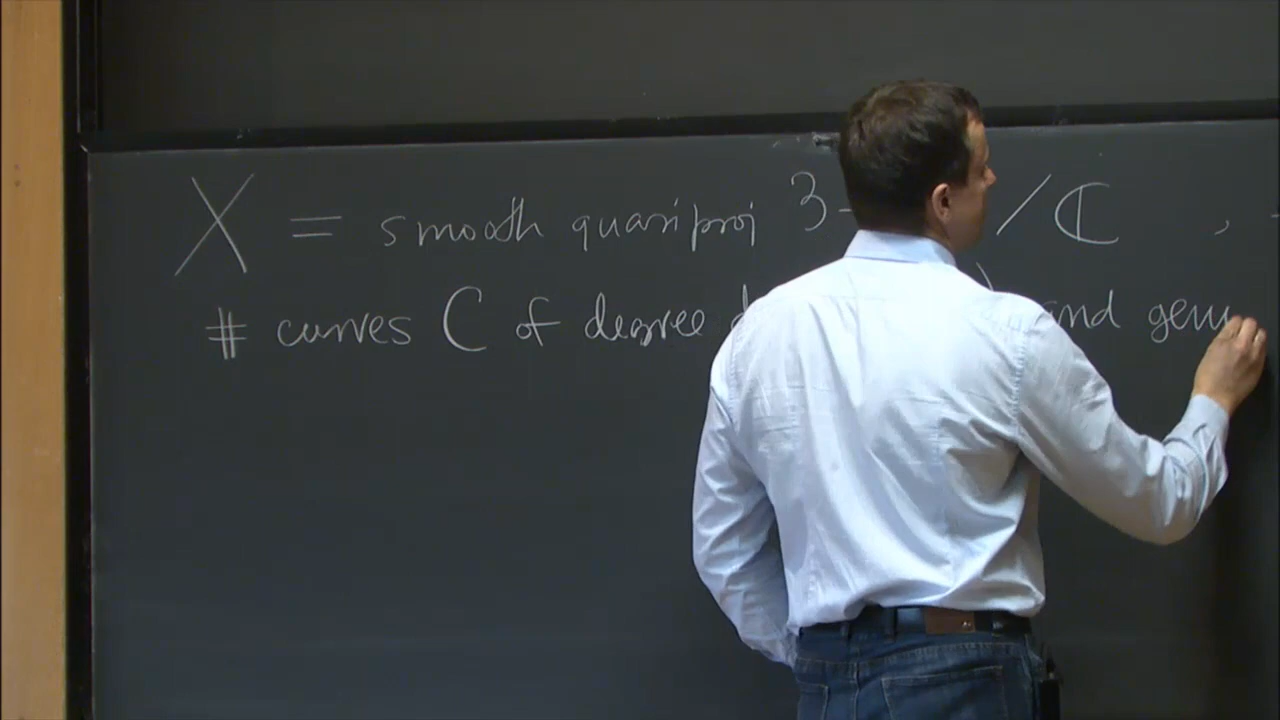 X = smooth quasiproj 3- / ℂ ,
# curves C of degree and genu